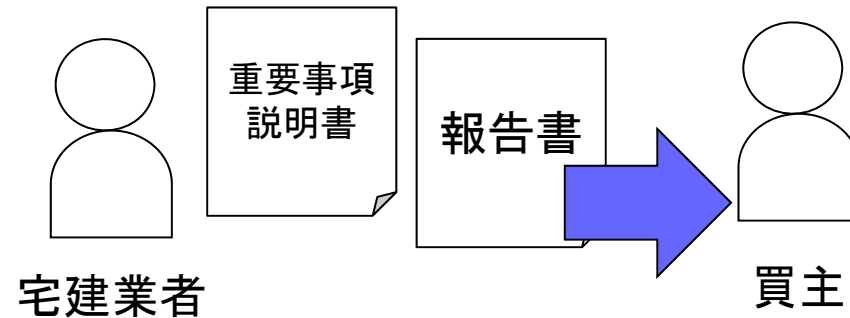 重要事項
説明書
報告書
宅建業者
買主